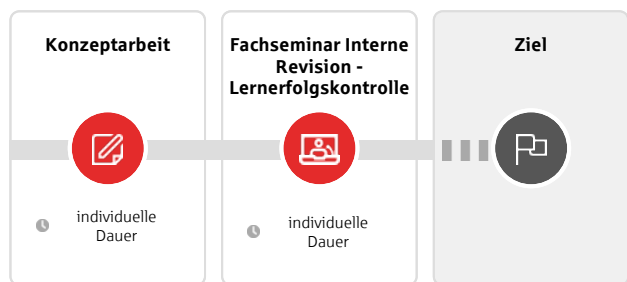 Konzeptarbeit
individuelle
Dauer
Fachseminar Interne
Revision -
Lernerfolgskontrolle
individuelle
Dauer
Ziel